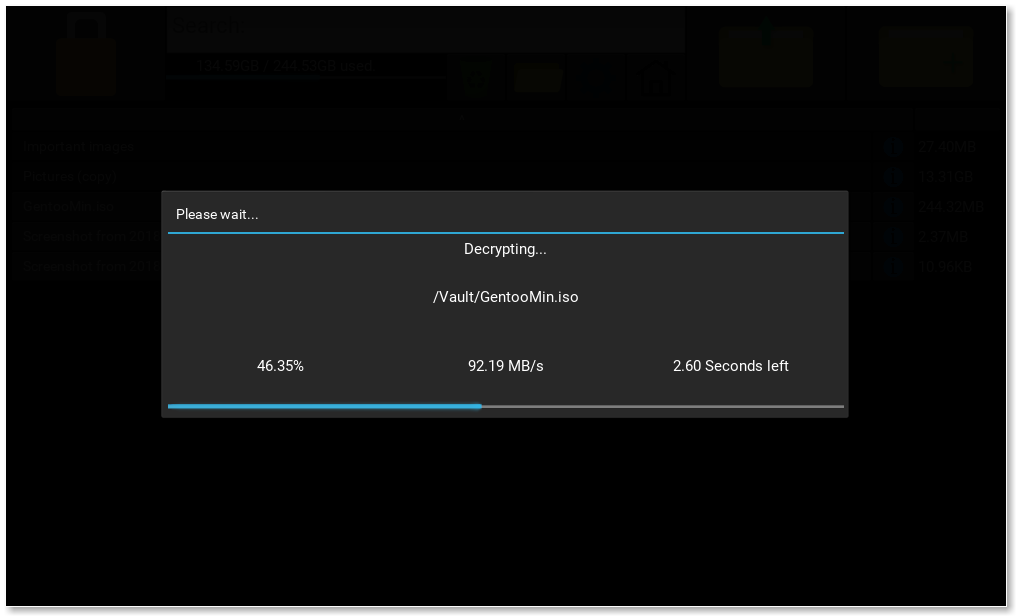 Search...
134.59GB / 244.53GB used
Important images
27.40MB
Pictures (copy)
13.31GB
GentooMin.iso
244.32MB
Screenshot from 201
2.37MB
Screenshot from 201
10.96KB
Please wait...
Decrypting...
/Vault/GentooMin.iso
46.35%
92.19 MB/s
2.60 Seconds left